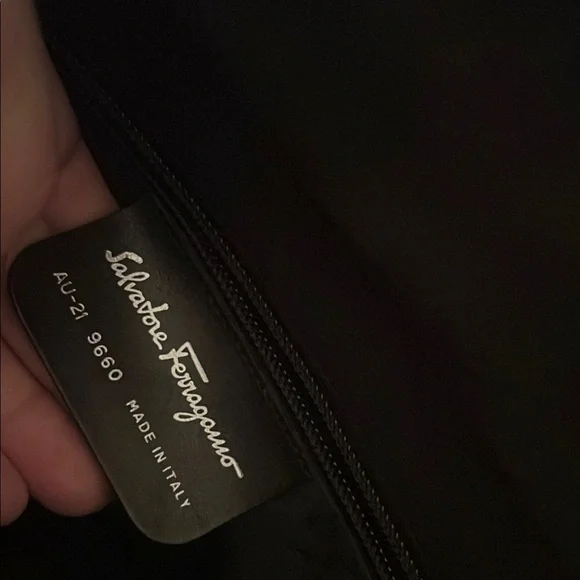 Salvatore Ferragamo
AU-21 9660 MADE IN ITALY